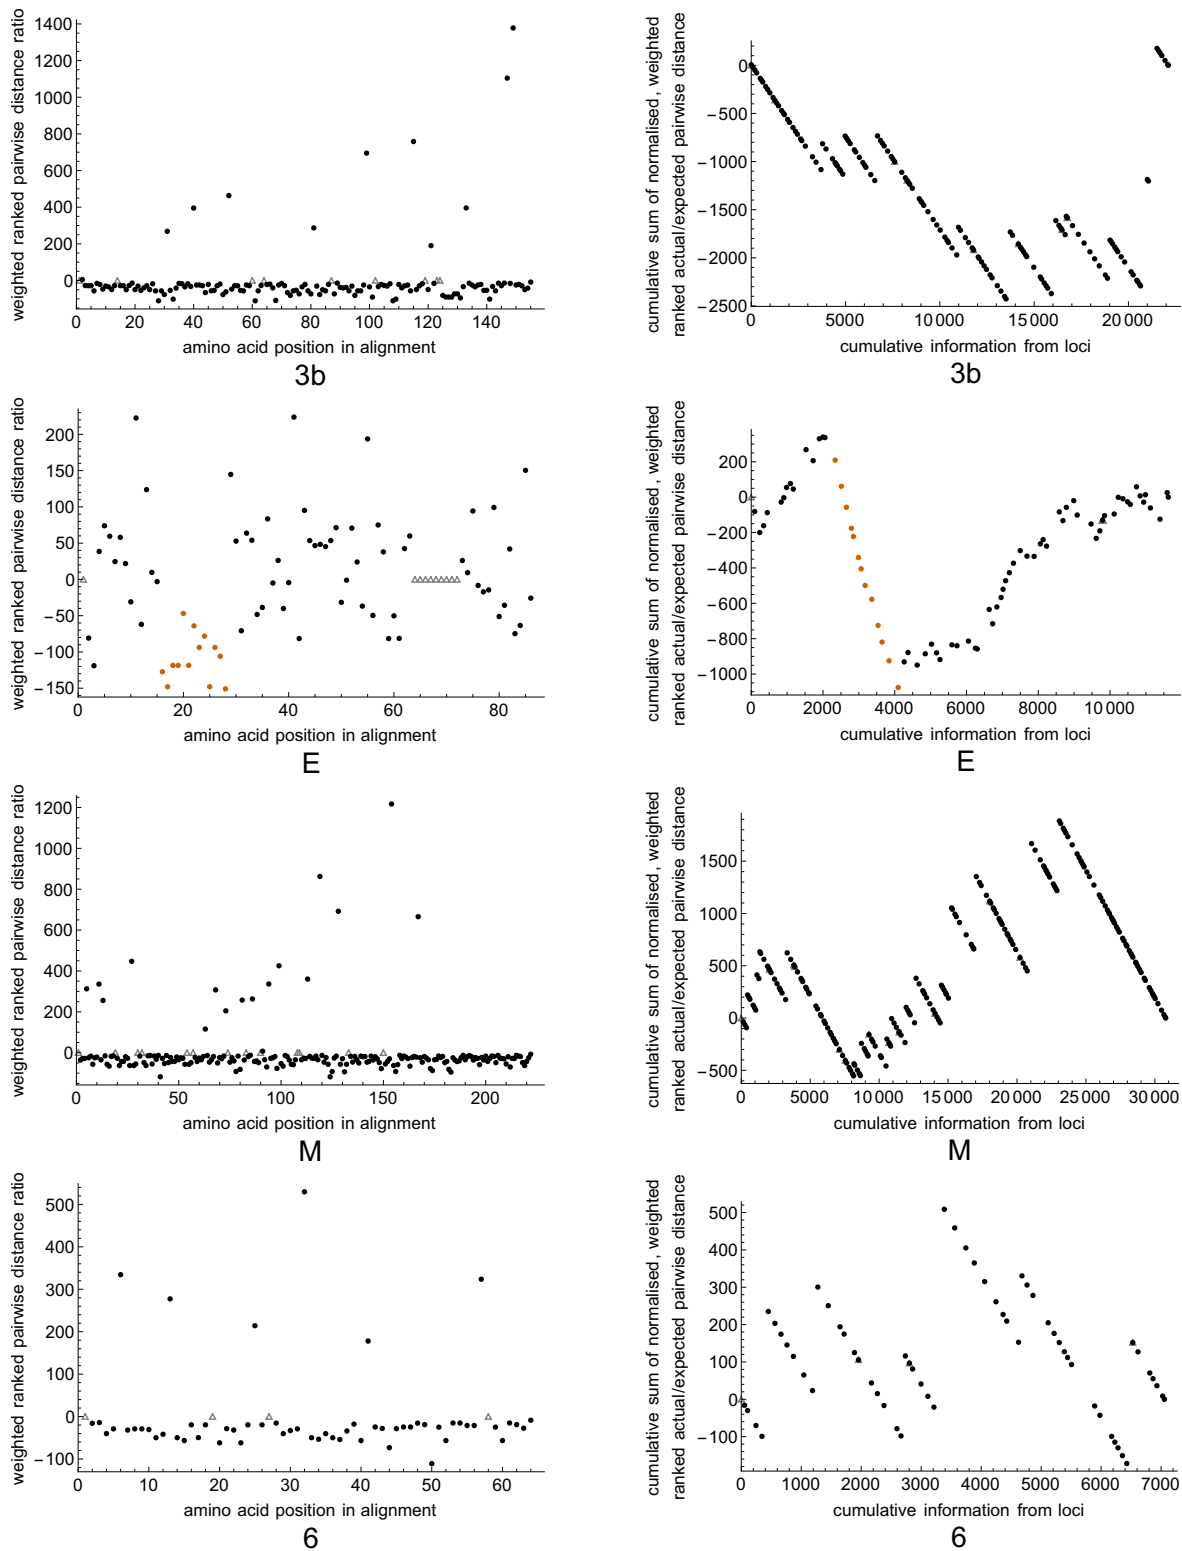 weighted ranked pairwise distance ratio
1400
1200
1000
800
600
400
200
0
0 20 40 60 80 100 120 140
amino acid position in alignment
3b
cumulative sum of normalised, weighted
ranked actual/expected pairwise distance
0
−500
−1000
−1500
−2000
−2500
0 5000 10 000 15 000 20 000
cumulative information from loci
3b
weighted ranked pairwise distance ratio
200
150
100
50
0
−50
−100
−150
0 20 40 60 80
amino acid position in alignment
E
cumulative sum of normalised, weighted
ranked actual/expected pairwise distance
200
0
−200
−400
−600
−800
−1000
0 2000 4000 6000 8000 10 000
cumulative information from loci
E
weighted ranked pairwise distance ratio
1200
1000
800
600
400
200
0
0 50 100 150 200
amino acid position in alignment
M
cumulative sum of normalised, weighted
ranked actual/expected pairwise distance
1500
1000
500
0
−500
0 5000 10 000 15 000 20 000 25 000 30 000
cumulative information from loci
M
weighted ranked pairwise distance ratio
500
400
300
200
100
0
−100
0 10 20 30 40 50 60
amino acid position in alignment
6
cumulative sum of normalised, weighted
ranked actual/expected pairwise distance
500
400
300
200
100
0
−100
0 1000 2000 3000 4000 5000 6000 7000
cumulative information from loci
6